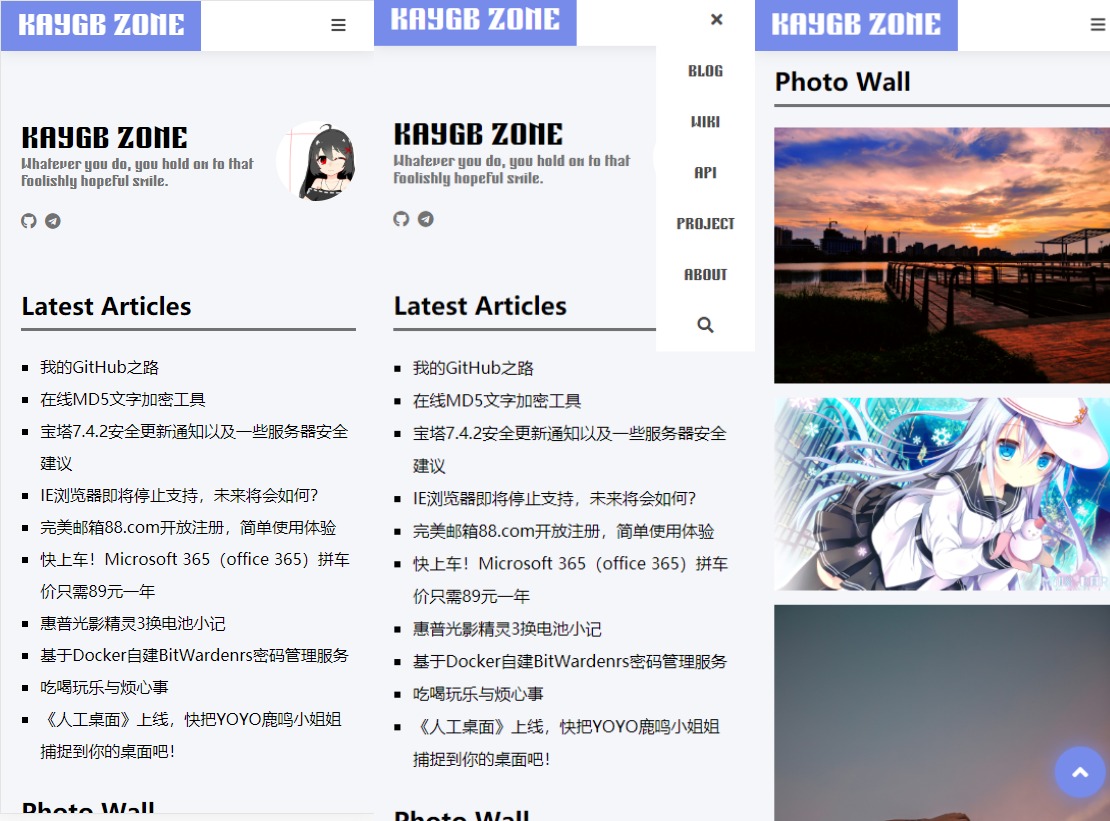 KAYGB ZONE
KAYGB ZONE
Whatever you do, you hold on to that
foolishly hopeful smile.
Latest Articles
我的GitHub之路
在线MD5文字加密工具
宝塔7.4.2安全更新通知以及一些服务器安全
建议
IE浏览器即将停止支持，未来将会如何？
完美邮箱88.com开放注册，简单使用体验
快上车！Microsoft 365（office 365）拼车
价只需89元一年
惠普光影精灵3换电池小记
基于Docker自建BitWardenrs密码管理服务
吃喝玩乐与烦心事
《人工桌面》上线，快把YOYO鹿鸣小姐姐
捕捉到你的桌面吧！
Photo Wall
KAYGB ZONE
BLOG
WIKI
API
PROJECT
ABOUT
KAYGB ZONE
Whatever you do, you hold on to that
foolishly hopeful smile.
Latest Articles
我的GitHub之路
在线MD5文字加密工具
宝塔7.4.2安全更新通知以及一些服务器安全
建议
IE浏览器即将停止支持，未来将会如何？
完美邮箱88.com开放注册，简单使用体验
快上车！Microsoft 365（office 365）拼车
价只需89元一年
惠普光影精灵3换电池小记
基于Docker自建BitWardenrs密码管理服务
吃喝玩乐与烦心事
《人工桌面》上线，快把YOYO鹿鸣小姐姐
捕捉到你的桌面吧！
Photo Wall
KAYGB ZONE
Photo Wall